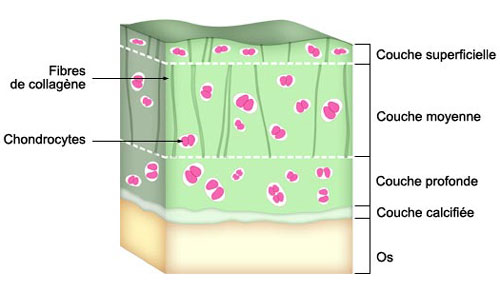 Couche superficielle
Fibres
de collagène
Couche moyenne
Chondrocytes
Couche profonde
Couche calcifiée
Os